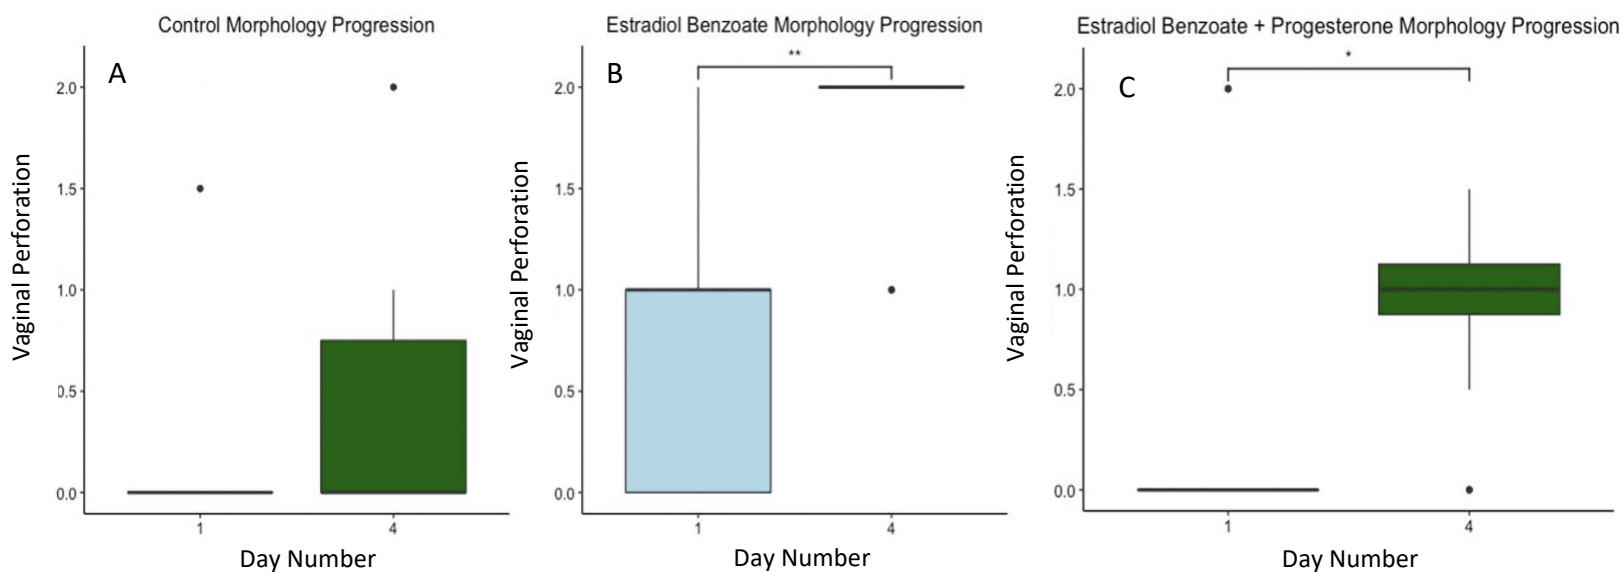 Control Morphology Progression
A
Vaginal Perforation
2.0
1.5
1.0
0.5
0.0
1
4
Day Number
Estradiol Benzoate Morphology Progression
B
**
Vaginal Perforation
2.0
1.5
1.0
0.5
0.0
1
4
Day Number
Estradiol Benzoate + Progesterone Morphology Progression
C
*
Vaginal Perforation
2.0
1.5
1.0
0.5
0.0
1
4
Day Number